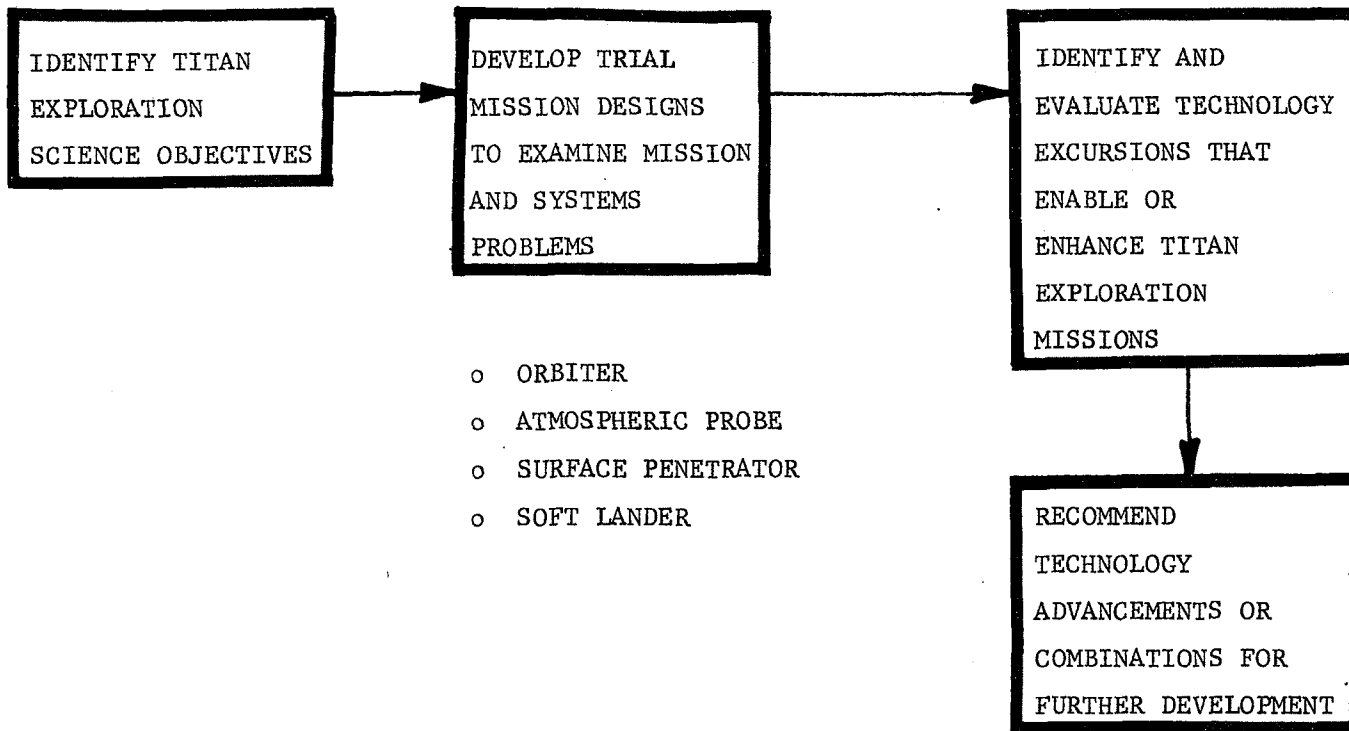 IDENTIFY TITAN
EXPLORATION
SCIENCE OBJECTIVES
DEVELOP TRIAL
MISSION DESIGNS
TO EXAMINE MISSION
AND SYSTEMS
PROBLEMS
o ORBITER
o ATMOSPHERIC PROBE
o SURFACE PENETRATOR
o SOFT LANDER
IDENTIFY AND
EVALUATE TECHNOLOGY
EXCURSIONS THAT
ENABLE OR
ENHANCE TITAN
EXPLORATION
MISSIONS
RECOMMEND
TECHNOLOGY
ADVANCEMENTS OR
COMBINATIONS FOR
FURTHER DEVELOPMENT